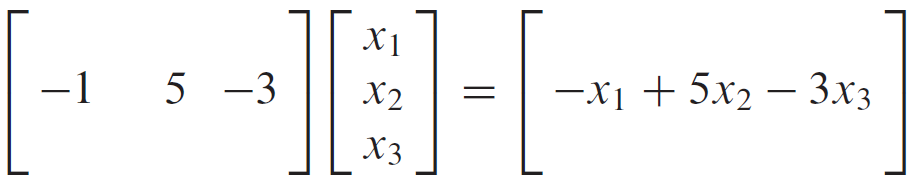 [ −1 5 −3 ] [ x₁ x₂ x₃ ] = [ −x₁ + 5x₂ − 3x₃ ]